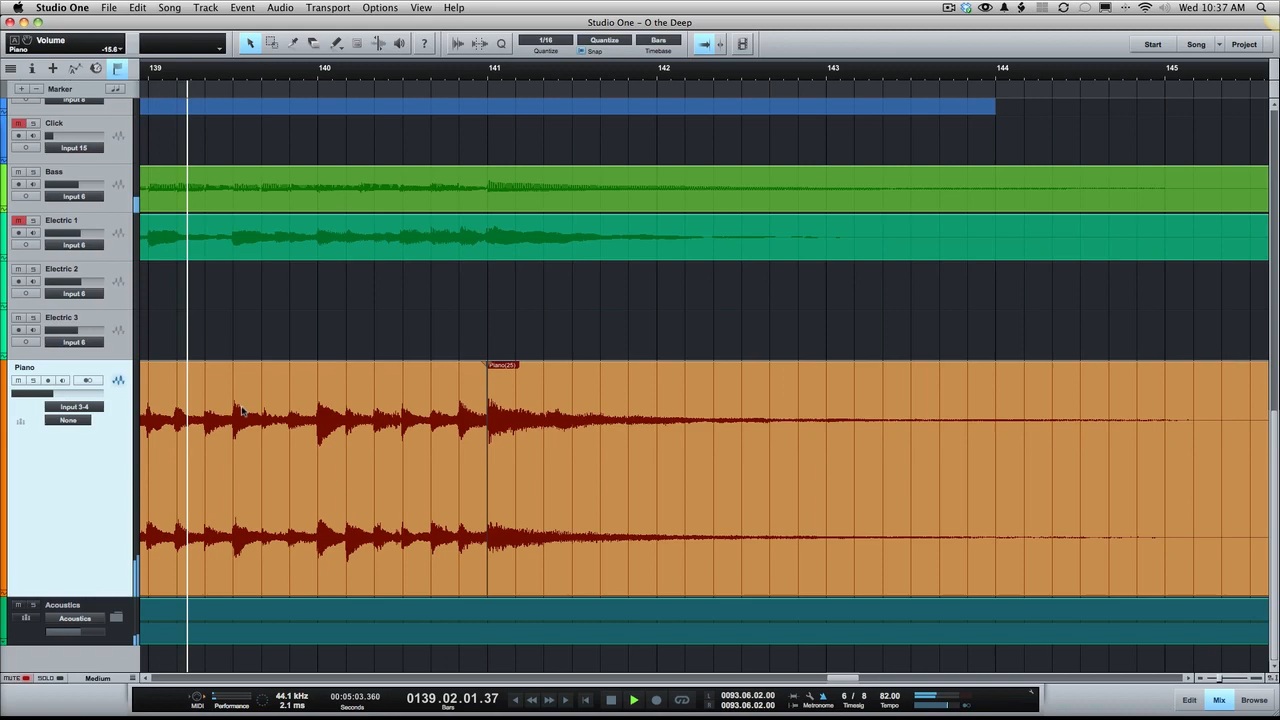 Studio One File Edit Song Track Event Audio Transport Options View Help Wed 10:37 AM
Studio One - O the Deep
Volume
Piano -15.6
1/16 Quantize Bars Start Song Project
Quantize Snap Timebase
139 140 141 142 143 144 145
Marker
Input 8
Click
M S
Input 15
Bass
M S
Input 6
Electric 1
M S
Input 6
Electric 2
M S
Input 6
Electric 3
M S
Input 6
Piano
M S
Input 3-4
None
Piano(25)
Acoustics
M S
Acoustics
MUTE SOLO Medium
MIDI Performance
44.1 kHz
2.1 ms
00:05:03.360
Seconds
0139.02.01.37
Bars
L 0093.06.02.00
R 0093.06.02.00
Metronome
6 / 8
Timesig
82.00
Tempo
Edit Mix Browse